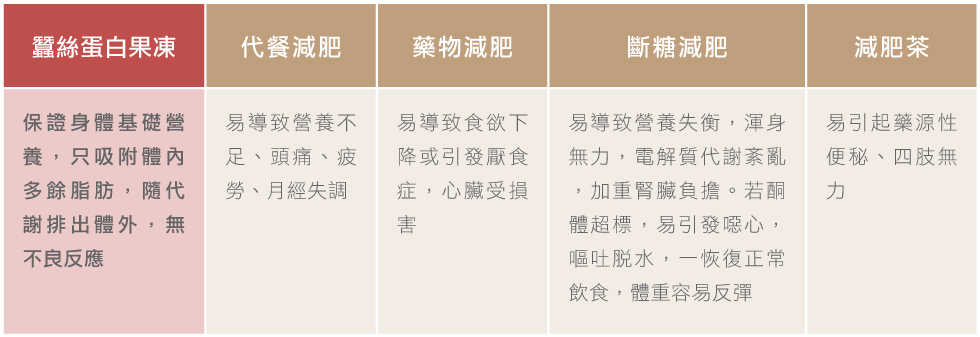 蠶絲蛋白果凍
代餐減肥
藥物減肥
斷糖減肥
減肥茶
保證身體基礎營
養，只吸附體內
多餘脂肪，隨代
謝排出體外，無
不良反應
易導致營養不
足、頭痛、疲
勞、月經失調
易導致食欲下
降或引發厭食
症，心臟受損
害
易導致營養失衡，渾身
無力，電解質代謝紊亂
，加重腎臟負擔。若酮
體超標，易引發噁心，
嘔吐脫水，一恢復正常
飲食，體重容易反彈
易引起藥源性
便秘、四肢無
力